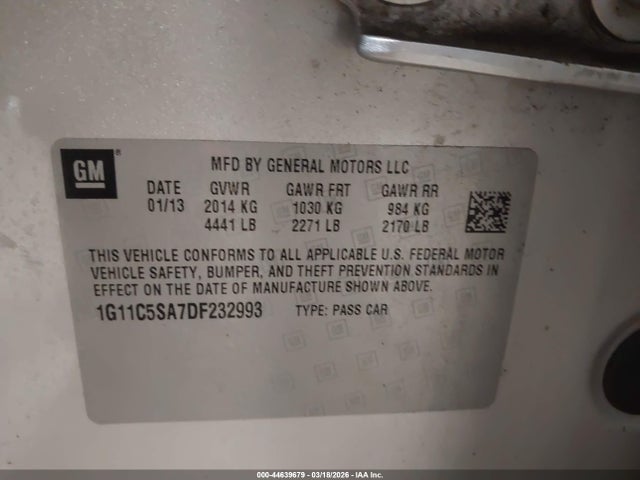 GM ®
MFD BY GENERAL MOTORS LLC
DATE GVWR GAWR FRT GAWR RR
01/13 2014 KG 1030 KG 984 KG
4441 LB 2271 LB 2170 LB
THIS VEHICLE CONFORMS TO ALL APPLICABLE U.S. FEDERAL MOTOR
VEHICLE SAFETY, BUMPER, AND THEFT PREVENTION STANDARDS IN
EFFECT ON THE DATE OF MANUFACTURE SHOWN ABOVE.
1G11C5SA7DF232993 TYPE: PASS CAR
000-44639679 - 03/18/2026 - IAA Inc.